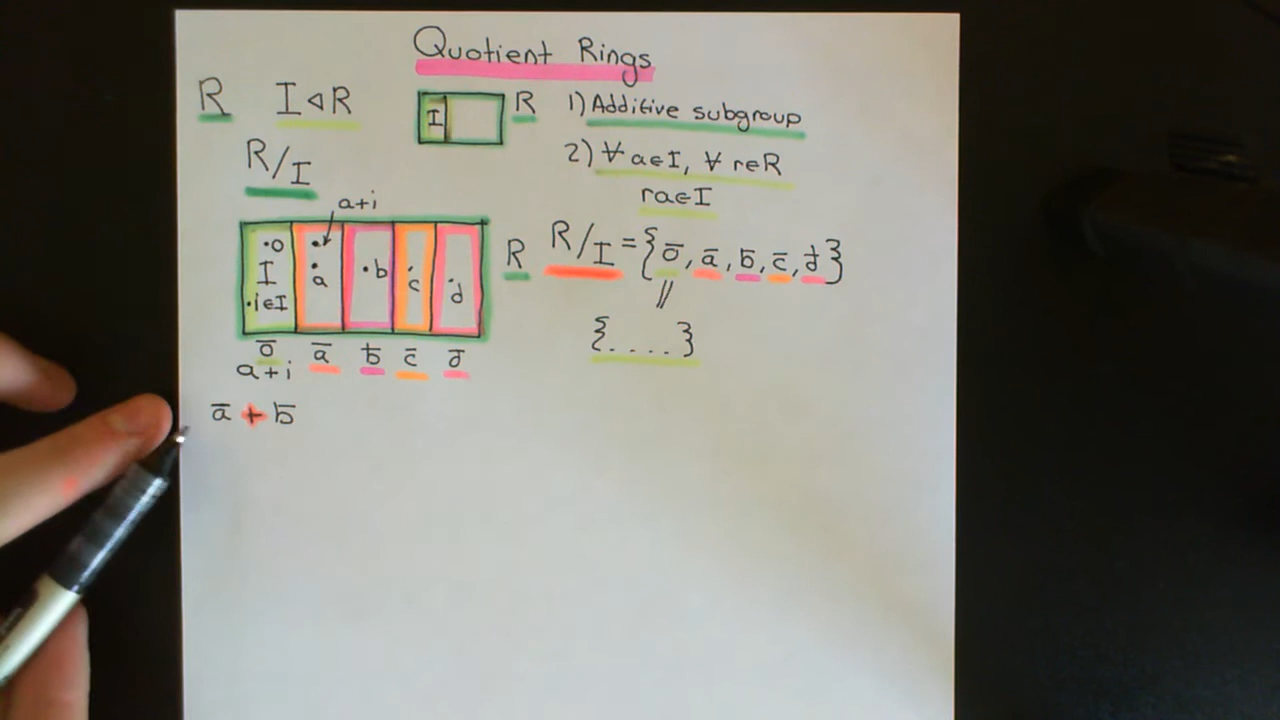 Quotient Rings
R I ◁ R
I R 1) Additive subgroup
2) ∀ a∈I, ∀ r∈R
ra∈I
R/I
a+i
·0 I ·i∈I ·a ·b ·c ·d R
R/I = {0̄, ā, b̄, c̄, d̄}
//
{. . . .}
0̄ ā b̄ c̄ d̄
a+i
ā + b̄